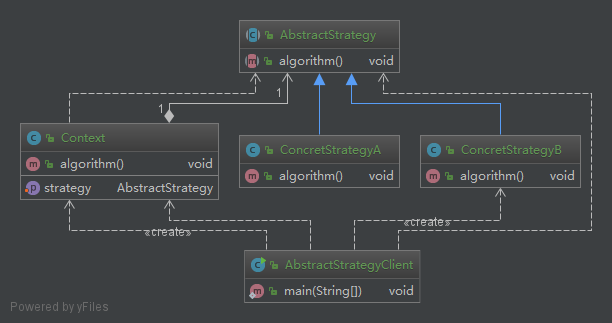 AbstractStrategy
algorithm() void
1
1
Context
algorithm() void
strategy AbstractStrategy
ConcretStrategyA
algorithm() void
ConcretStrategyB
algorithm() void
«create»
«create»
AbstractStrategyClient
main(String[]) void
Powered by yFiles